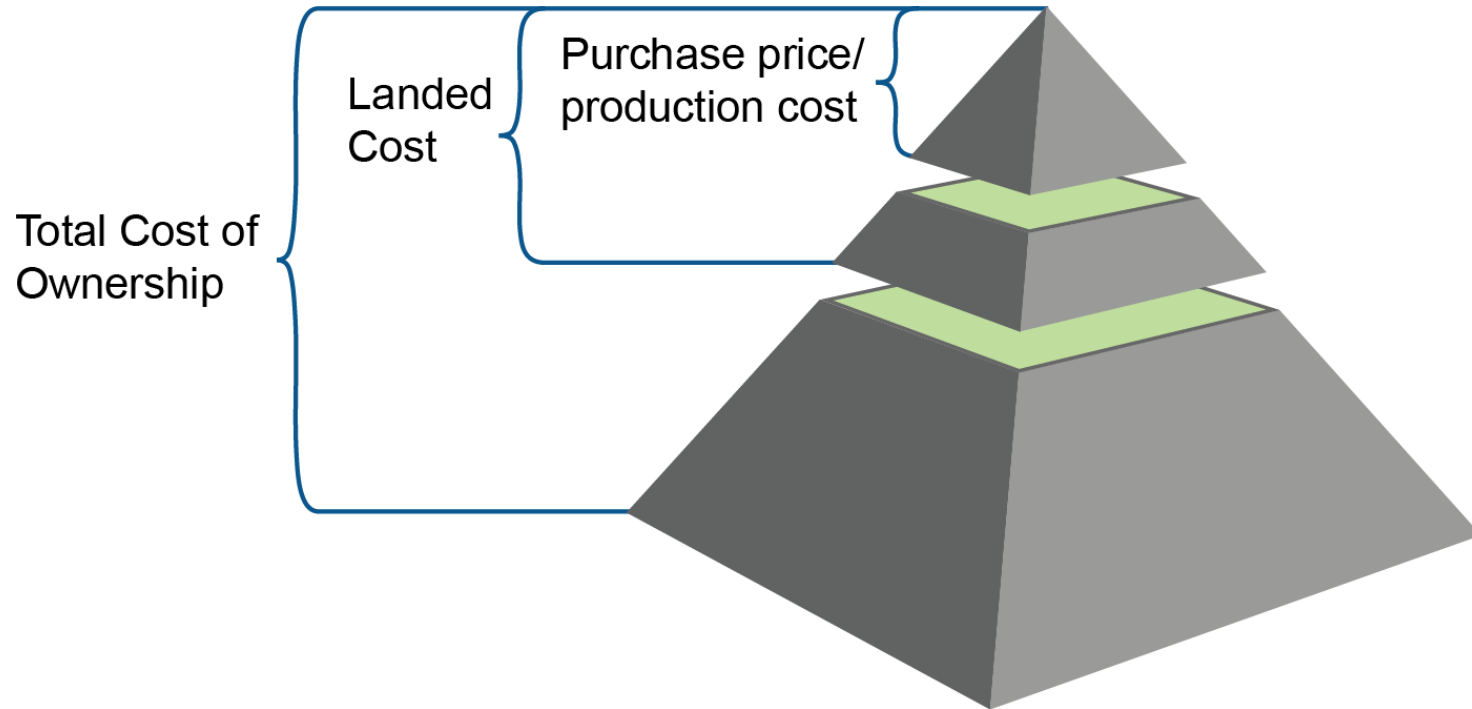 Purchase price/
production cost
Landed
Cost
Total Cost of
Ownership